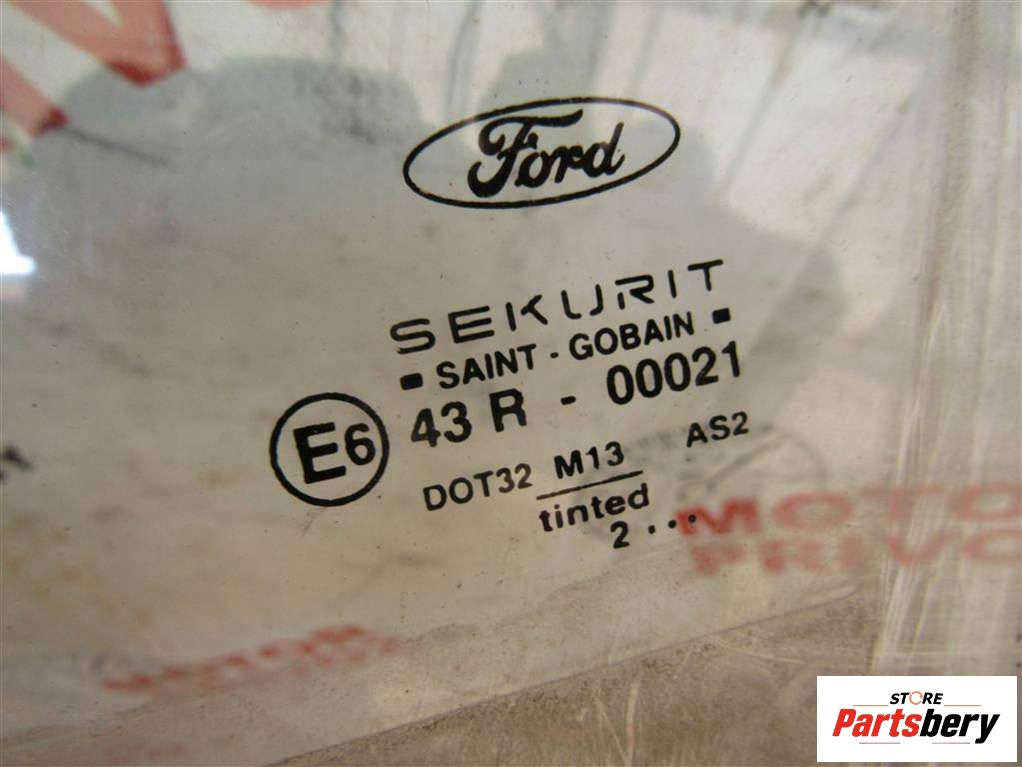 Ford
SEKURIT
▪ SAINT - GOBAIN ▪
E6 43 R - 00021
DOT32 M13 AS2
tinted
2 ...
STORE
Partsbery